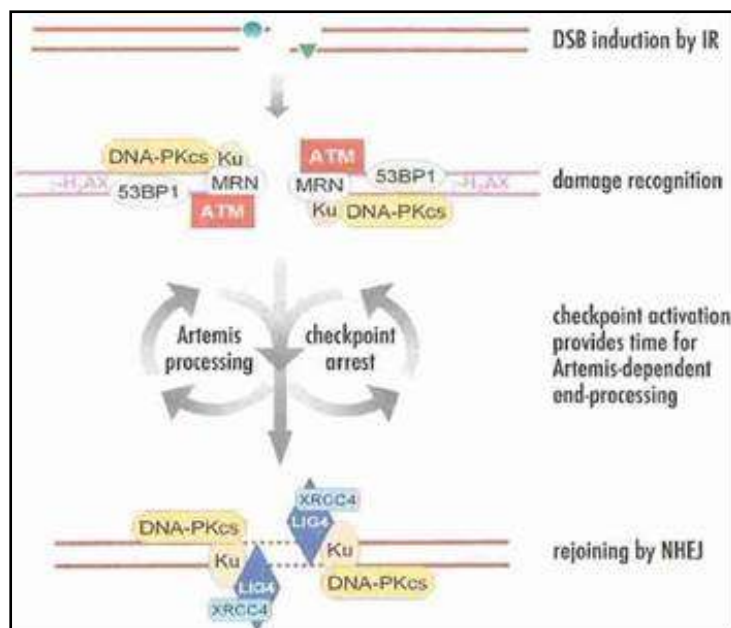 DSB induction by IR
DNA-PKcs Ku
MRN
γ-H₂AX
53BP1
ATM
ATM
53BP1
MRN
γ-H₂AX
Ku DNA-PKcs
damage recognition
Artemis
processing
checkpoint
arrest
checkpoint activation
provides time for
Artemis-dependent
end-processing
XRCC4
LIG4
DNA-PKcs
Ku
Ku
LIG4
DNA-PKcs
XRCC4
rejoining by NHEJ